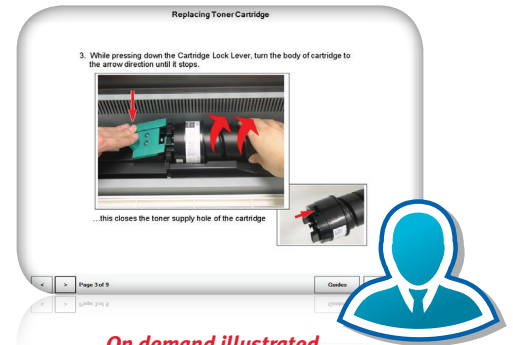 Replacing Toner Cartridge
3. While pressing down the Cartridge Lock Lever, turn the body of cartridge to
the arrow direction until it stops.
...this closes the toner supply hole of the cartridge
< > Page 3 of 9 Guides
On demand illustrated